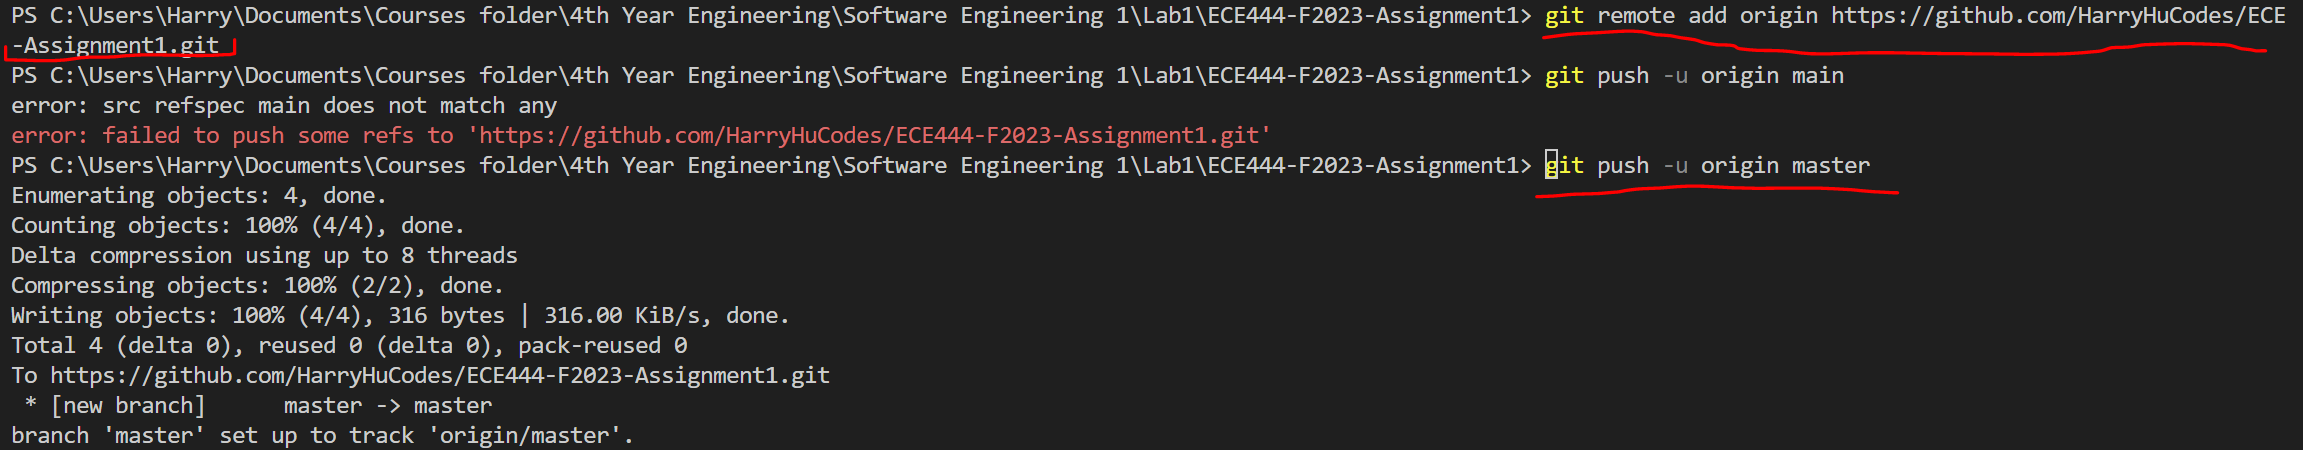 PS C:\Users\Harry\Documents\Courses folder\4th Year Engineering\Software Engineering 1\Lab1\ECE444-F2023-Assignment1> git remote add origin https://github.com/HarryHuCodes/ECE
-Assignment1.git
PS C:\Users\Harry\Documents\Courses folder\4th Year Engineering\Software Engineering 1\Lab1\ECE444-F2023-Assignment1> git push -u origin main
error: src refspec main does not match any
error: failed to push some refs to 'https://github.com/HarryHuCodes/ECE444-F2023-Assignment1.git'
PS C:\Users\Harry\Documents\Courses folder\4th Year Engineering\Software Engineering 1\Lab1\ECE444-F2023-Assignment1> git push -u origin master
Enumerating objects: 4, done.
Counting objects: 100% (4/4), done.
Delta compression using up to 8 threads
Compressing objects: 100% (2/2), done.
Writing objects: 100% (4/4), 316 bytes | 316.00 KiB/s, done.
Total 4 (delta 0), reused 0 (delta 0), pack-reused 0
To https://github.com/HarryHuCodes/ECE444-F2023-Assignment1.git
 * [new branch]      master -> master
branch 'master' set up to track 'origin/master'.